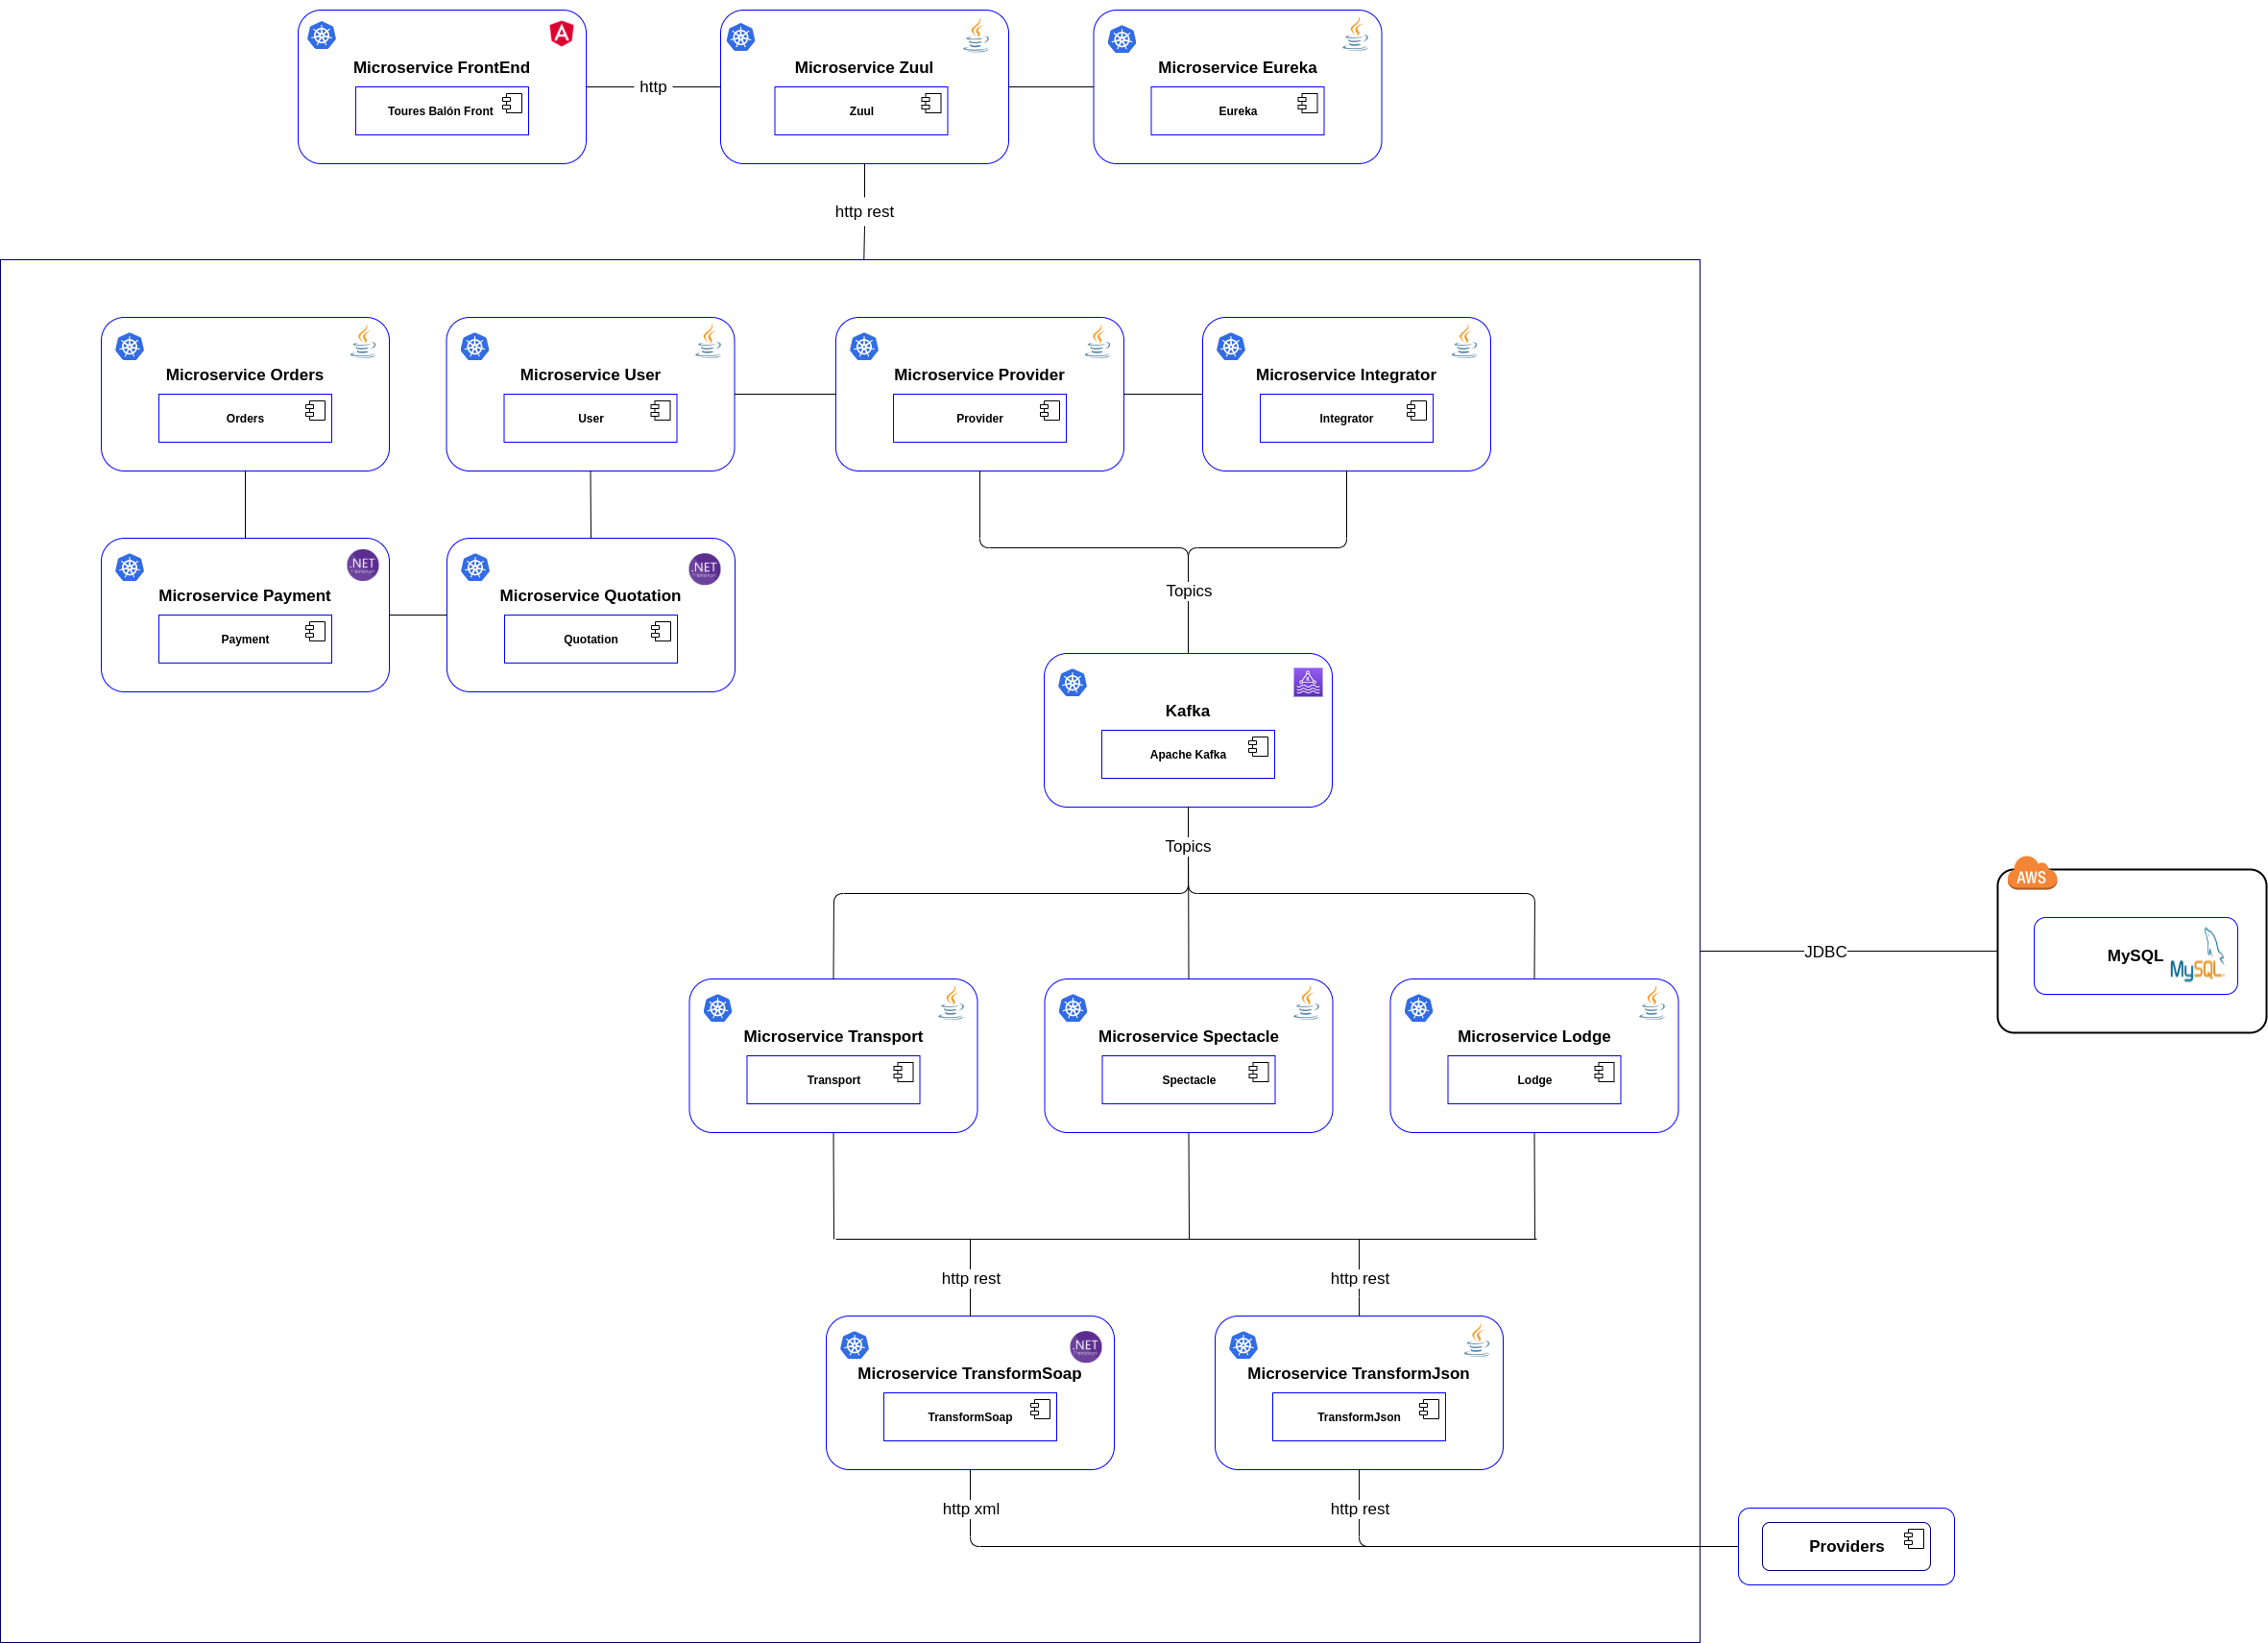 Microservice FrontEnd
Toures Balón Front
http
Microservice Zuul
Zuul
Microservice Eureka
Eureka
http rest
Microservice Orders
Orders
Microservice User
User
Microservice Provider
Provider
Microservice Integrator
Integrator
.NET
Microservice Payment
Payment
.NET
Microservice Quotation
Quotation
Topics
Kafka
Apache Kafka
Topics
AWS
JDBC
MySQL
MySQL
Microservice Transport
Transport
Microservice Spectacle
Spectacle
Microservice Lodge
Lodge
http rest
http rest
.NET
Microservice TransformSoap
TransformSoap
Microservice TransformJson
TransformJson
http xml
http rest
Providers